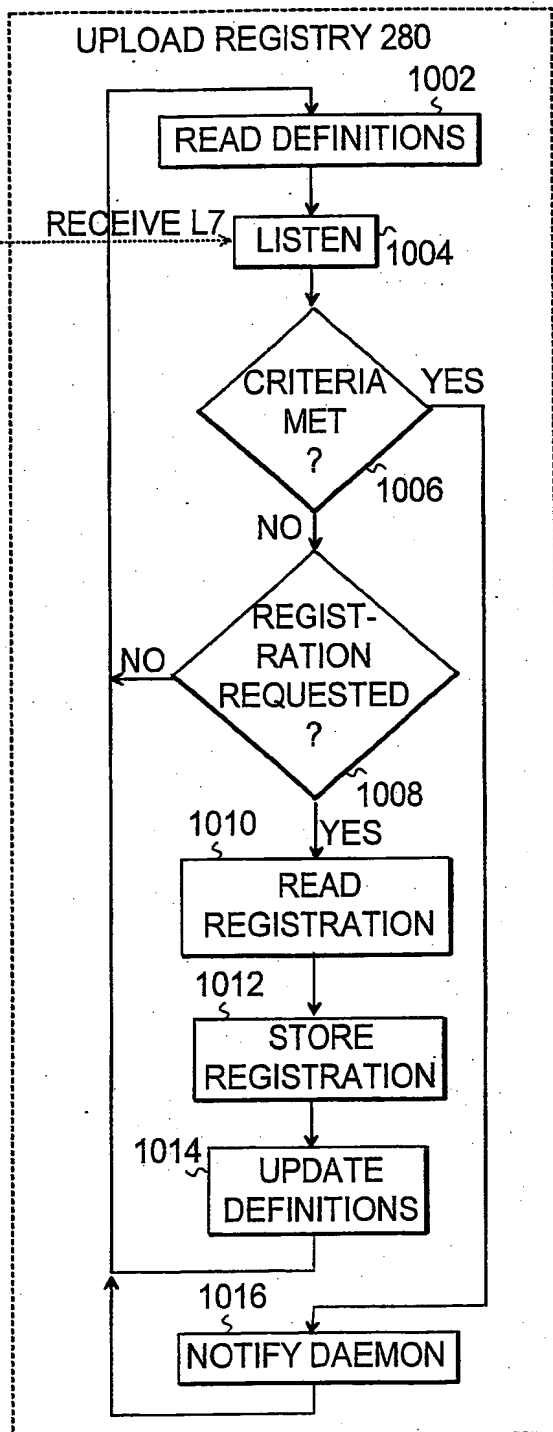 UPLOAD REGISTRY 280
1002
READ DEFINITIONS
RECEIVE L7
LISTEN
1004
CRITERIA
MET
?
YES
1006
NO
REGIST-
RATION
REQUESTED
?
NO
1008
YES
1010
READ
REGISTRATION
1012
STORE
REGISTRATION
1014
UPDATE
DEFINITIONS
1016
NOTIFY DAEMON